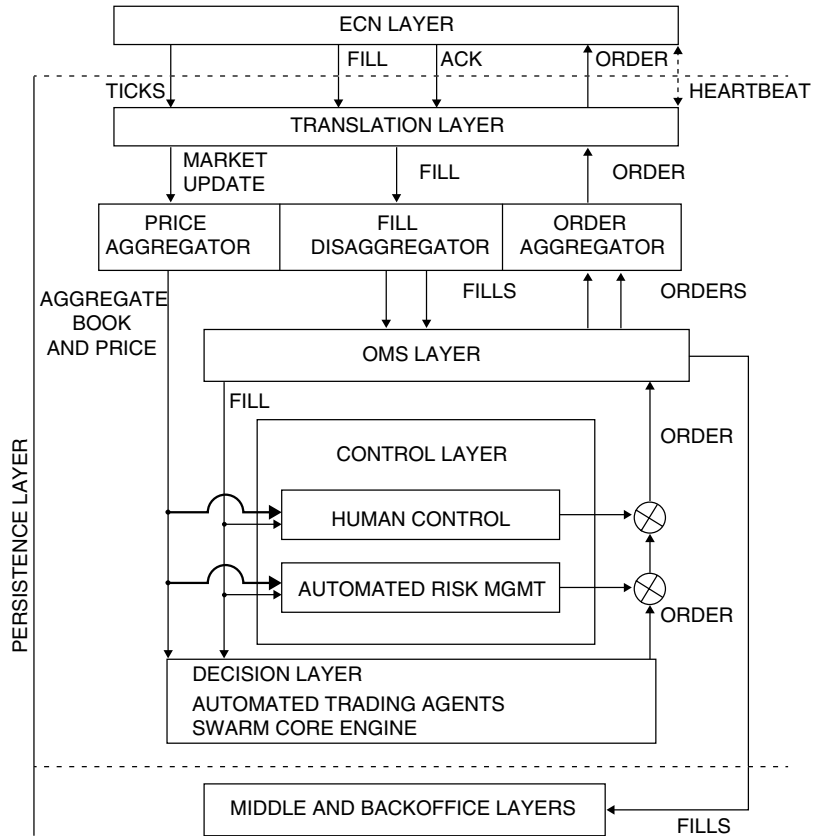 ECN LAYER
FILL
ACK
ORDER
TICKS
HEARTBEAT
TRANSLATION LAYER
MARKET
UPDATE
FILL
ORDER
PRICE
AGGREGATOR
FILL
DISAGGREGATOR
ORDER
AGGREGATOR
AGGREGATE
BOOK
AND PRICE
FILLS
ORDERS
OMS LAYER
FILL
ORDER
CONTROL LAYER
HUMAN CONTROL
AUTOMATED RISK MGMT
ORDER
PERSISTENCE LAYER
DECISION LAYER
AUTOMATED TRADING AGENTS
SWARM CORE ENGINE
MIDDLE AND BACKOFFICE LAYERS
FILLS